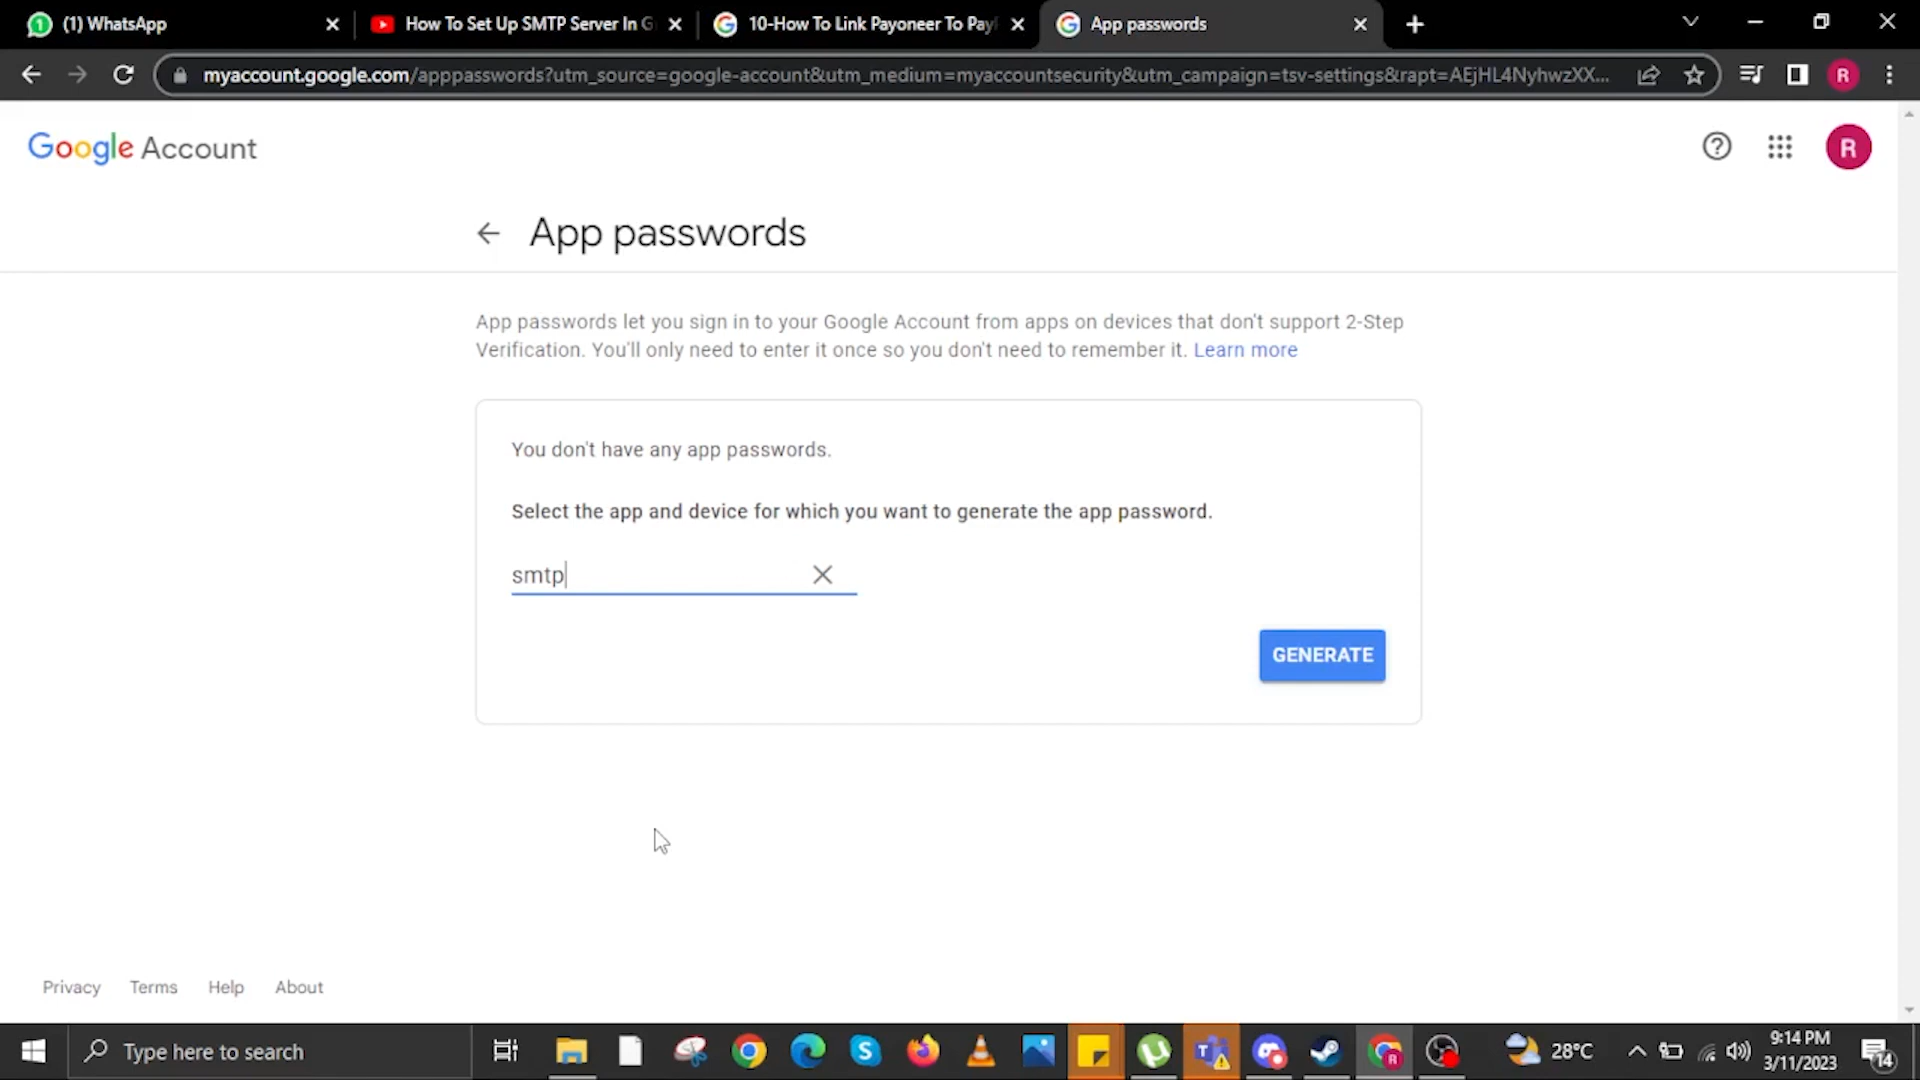 (1) WhatsApp
How To Set Up SMTP Server In G
10-How To Link Payoneer To Pay
App passwords
myaccount.google.com/apppasswords?utm_source=google-account&utm_medium=myaccountsecurity&utm_campaign=tsv-settings&rapt=AEjHL4NyhwzXX...
R
Google Account
R
App passwords
App passwords let you sign in to your Google Account from apps on devices that don't support 2-Step
Verification. You'll only need to enter it once so you don't need to remember it. Learn more
You don't have any app passwords.
Select the app and device for which you want to generate the app password.
smtp
GENERATE
Privacy Terms Help About
Type here to search
28°C
9:14 PM
3/11/2023
14